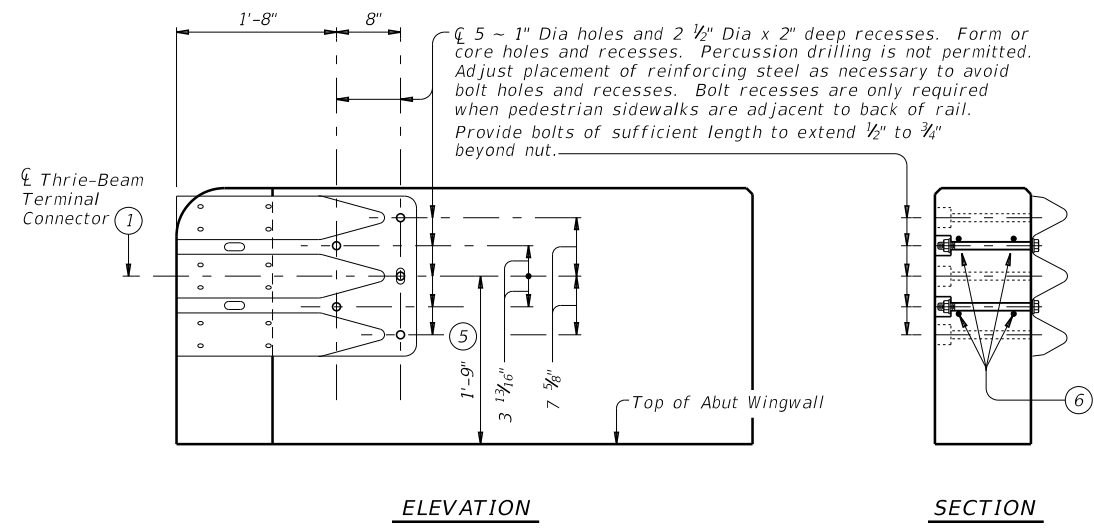 1'-8"
8"
℄ 5 ~ 1" Dia holes and 2 ½" Dia x 2" deep recesses. Form or
core holes and recesses. Percussion drilling is not permitted.
Adjust placement of reinforcing steel as necessary to avoid
bolt holes and recesses. Bolt recesses are only required
when pedestrian sidewalks are adjacent to back of rail.
Provide bolts of sufficient length to extend ½" to ¾"
beyond nut.
℄ Thrie-Beam
Terminal
Connector 1
5
1'-9"
3 13/16"
7 5/8"
Top of Abut Wingwall
6
ELEVATION
SECTION